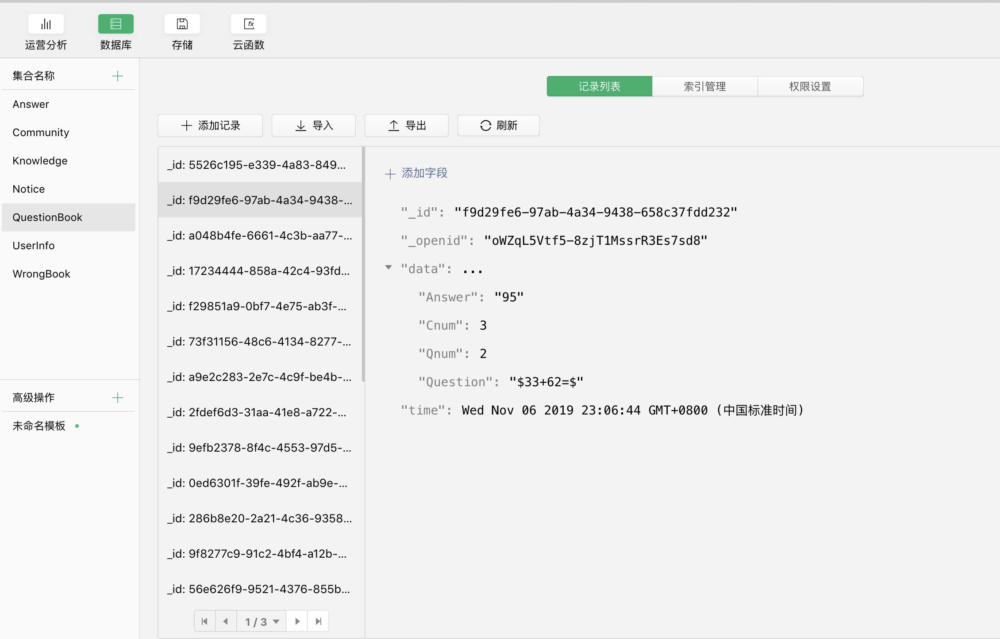 运营分析 数据库 存储 云函数
集合名称
Answer
Community
Knowledge
Notice
QuestionBook
UserInfo
WrongBook
高级操作
未命名模板
记录列表 索引管理 权限设置
添加记录 导入 导出 刷新
_id: 5526c195-e339-4a83-849...
_id: f9d29fe6-97ab-4a34-9438-...
_id: a048b4fe-6661-4c3b-aa77-...
_id: 17234444-858a-42c4-93fd...
_id: f29851a9-0bf7-4e75-ab3f-...
_id: 73f31156-48c6-4134-8277-...
_id: a9e2c283-2e7c-4c9f-be4b-...
_id: 2fdef6d3-31aa-41e8-a722-...
_id: 9efb2378-8f4c-4553-97d5-...
_id: 0ed6301f-39fe-492f-ab9e-...
_id: 286b8e20-2a21-4c36-9358...
_id: 9f8277c9-91c2-4bf4-a12b-...
_id: 56e626f9-9521-4376-855b...
1 / 3
添加字段
"_id": "f9d29fe6-97ab-4a34-9438-658c37fdd232"
"_openid": "oWZqL5Vtf5-8zjT1MssrR3Es7sd8"
"data": ...
"Answer": "95"
"Cnum": 3
"Qnum": 2
"Question": "$33+62=$"
"time": Wed Nov 06 2019 23:06:44 GMT+0800 (中国标准时间)